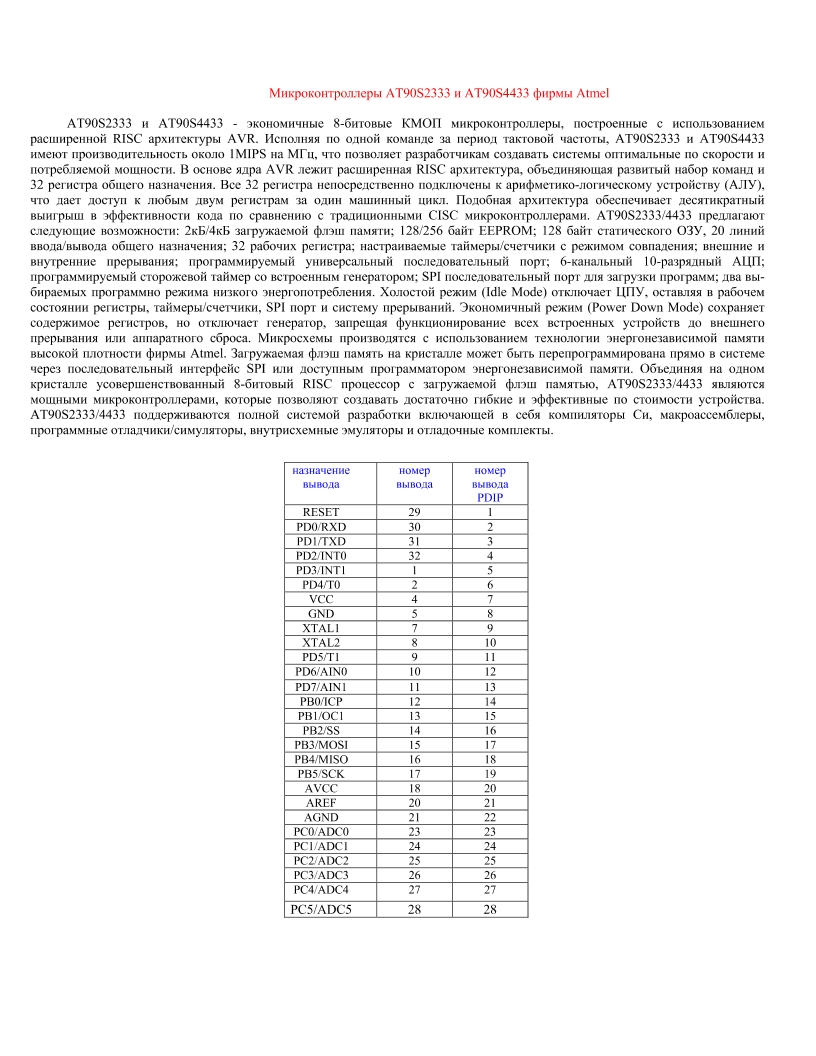 Микроконтроллеры AT90S2333 и AT90S4433 фирмы Atmel
AT90S2333 и AT90S4433 - экономичные 8-битовые КМОП микроконтроллеры, построенные с использованием
расширенной RISC архитектуры AVR. Исполняя по одной команде за период тактовой частоты, AT90S2333 и AT90S4433
имеют производительность около 1MIPS на МГц, что позволяет разработчикам создавать системы оптимальные по скорости и
потребляемой мощности. В основе ядра AVR лежит расширенная RISC архитектура, объединяющая развитый набор команд и
32 регистра общего назначения. Все 32 регистра непосредственно подключены к арифметико-логическому устройству (АЛУ),
что дает доступ к любым двум регистрам за один машинный цикл. Подобная архитектура обеспечивает десятикратный
выигрыш в эффективности кода по сравнению с традиционными CISC микроконтроллерами. AT90S2333/4433 предлагают
следующие возможности: 2кБ/4кБ загружаемой флэш памяти; 128/256 байт EEPROM; 128 байт статического ОЗУ, 20 линий
ввода/вывода общего назначения; 32 рабочих регистра; настраиваемые таймеры/счетчики с режимом совпадения; внешние и
внутренние прерывания; программируемый универсальный последовательный порт; 6-канальный 10-разрядный АЦП;
программируемый сторожевой таймер со встроенным генератором; SPI последовательный порт для загрузки программ; два вы-
бираемых программно режима низкого энергопотребления. Холостой режим (Idle Mode) отключает ЦПУ, оставляя в рабочем
состоянии регистры, таймеры/счетчики, SPI порт и систему прерываний. Экономичный режим (Power Down Mode) сохраняет
содержимое регистров, но отключает генератор, запрещая функционирование всех встроенных устройств до внешнего
прерывания или аппаратного сброса. Микросхемы производятся с использованием технологии энергонезависимой памяти
высокой плотности фирмы Atmel. Загружаемая флэш память на кристалле может быть перепрограммирована прямо в системе
через последовательный интерфейс SPI или доступным программатором энергонезависимой памяти. Объединяя на одном
кристалле усовершенствованный 8-битовый RISC процессор с загружаемой флэш памятью, AT90S2333/4433 являются
мощными микроконтроллерами, которые позволяют создавать достаточно гибкие и эффективные по стоимости устройства.
AT90S2333/4433 поддерживаются полной системой разработки включающей в себя компиляторы Си, макроассемблеры,
программные отладчики/симуляторы, внутрисхемные эмуляторы и отладочные комплекты.
назначение номер номер
вывода вывода вывода
PDIP
RESET 29 1
PD0/RXD 30 2
PD1/TXD 31 3
PD2/INT0 32 4
PD3/INT1 1 5
PD4/T0 2 6
VCC 4 7
GND 5 8
XTAL1 7 9
XTAL2 8 10
PD5/T1 9 11
PD6/AIN0 10 12
PD7/AIN1 11 13
PB0/ICP 12 14
PB1/OC1 13 15
PB2/SS 14 16
PB3/MOSI 15 17
PB4/MISO 16 18
PB5/SCK 17 19
AVCC 18 20
AREF 20 21
AGND 21 22
PC0/ADC0 23 23
PC1/ADC1 24 24
PC2/ADC2 25 25
PC3/ADC3 26 26
PC4/ADC4 27 27
PC5/ADC5 28 28